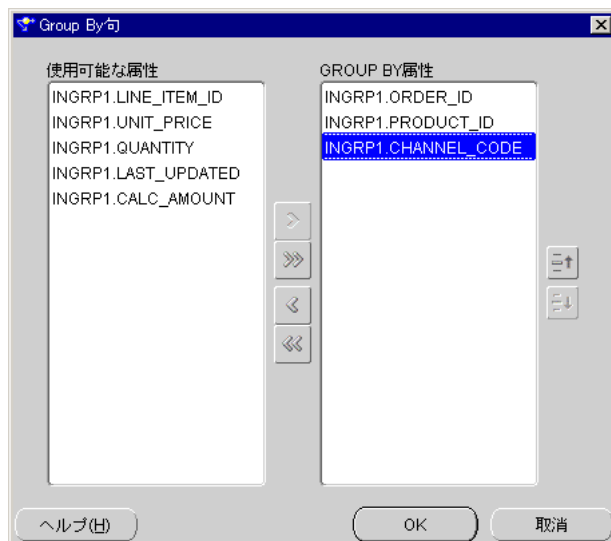 Group By句
使用可能な属性
INGRP1.LINE_ITEM_ID
INGRP1.UNIT_PRICE
INGRP1.QUANTITY
INGRP1.LAST_UPDATED
INGRP1.CALC_AMOUNT
GROUP BY属性
INGRP1.ORDER_ID
INGRP1.PRODUCT_ID
INGRP1.CHANNEL_CODE
ヘルプ(H)
OK
取消